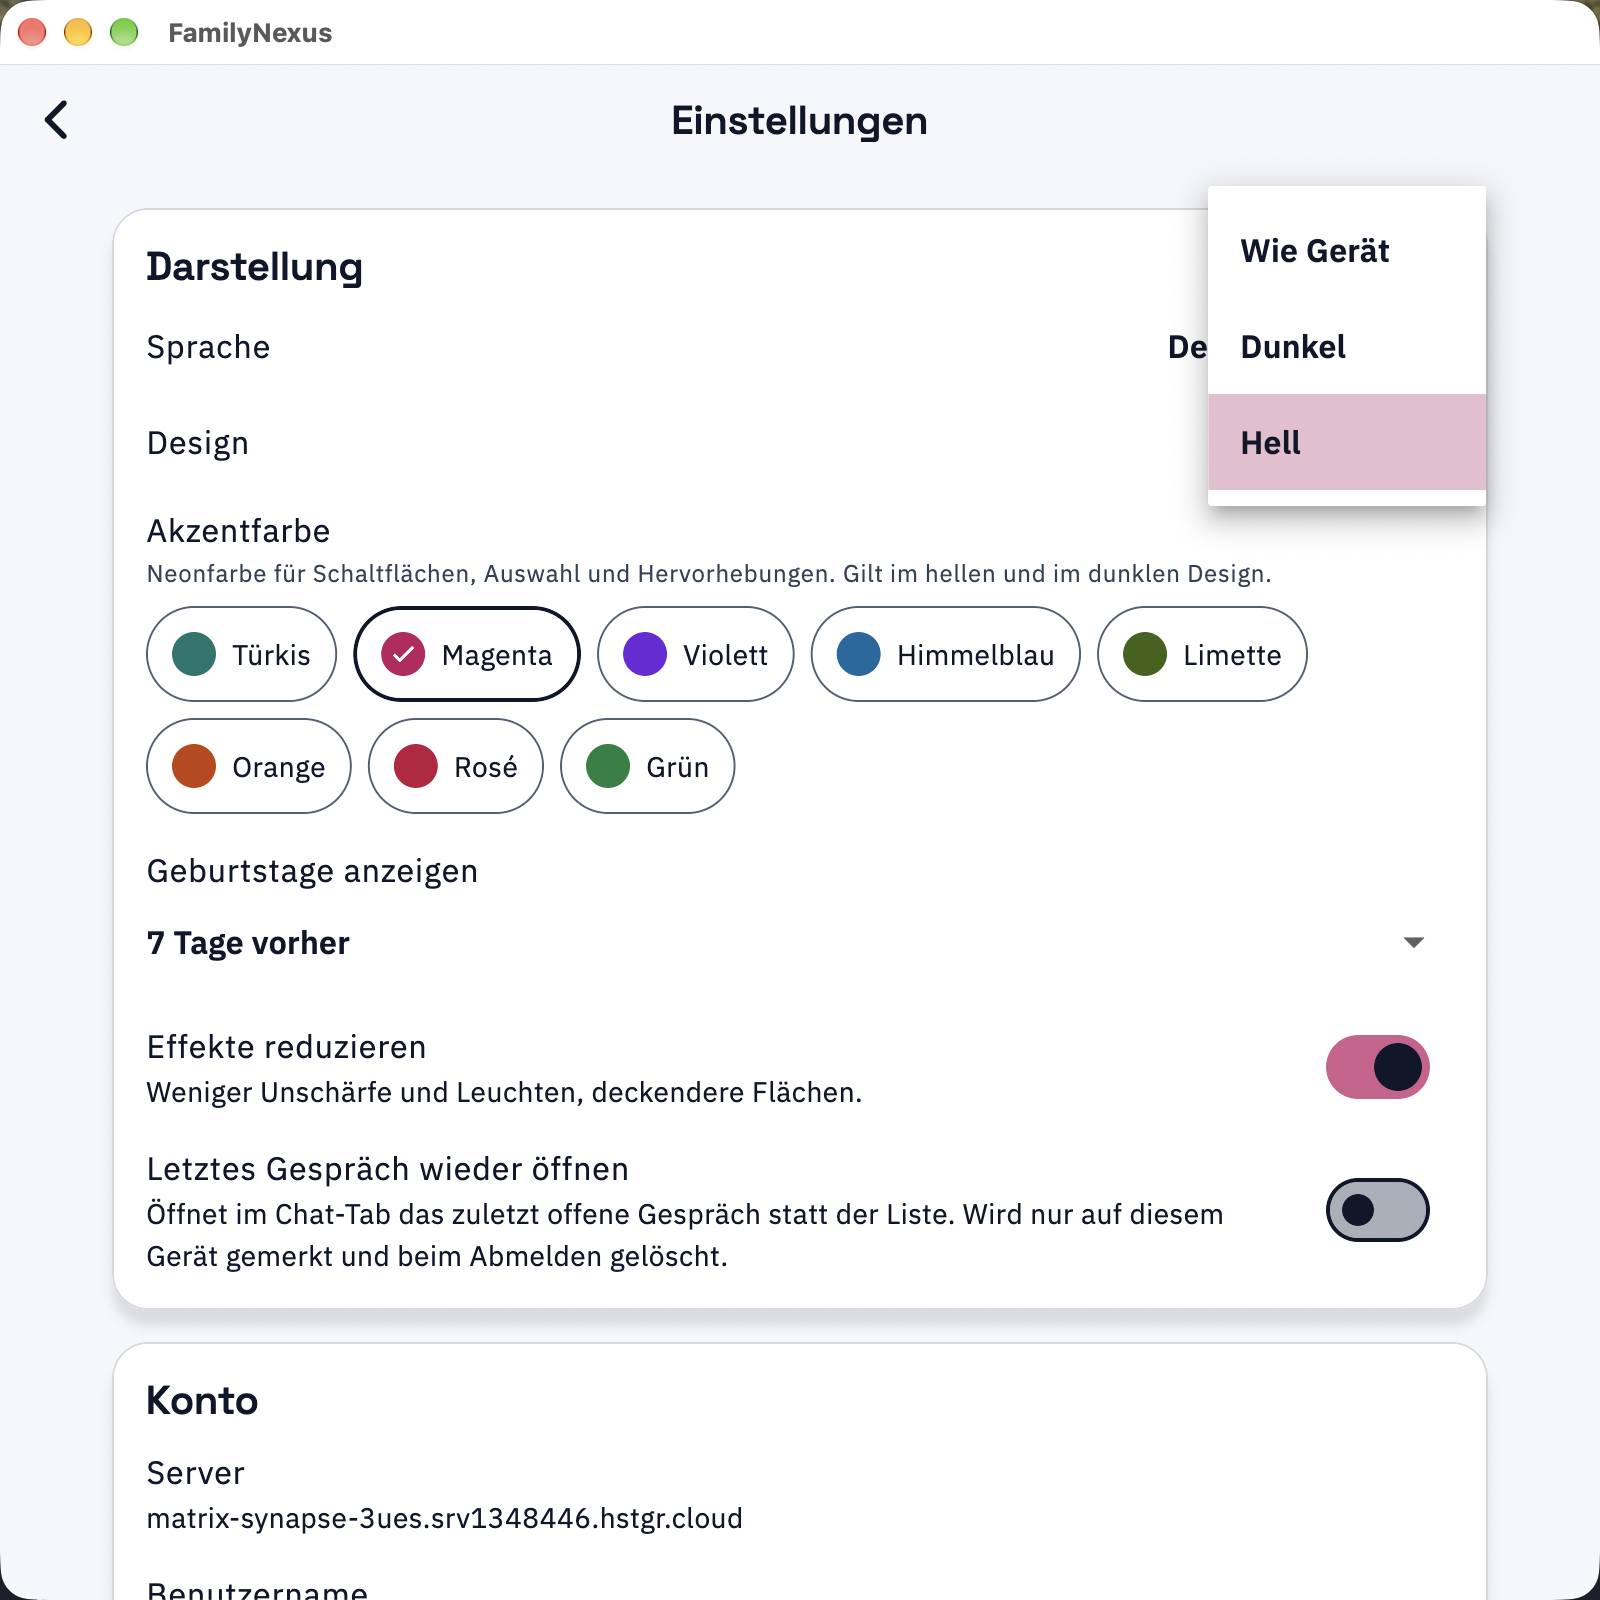 FamilyNexus
Einstellungen
Darstellung
Sprache
De
Design
Wie Gerät
Dunkel
Hell
Akzentfarbe
Neonfarbe für Schaltflächen, Auswahl und Hervorhebungen. Gilt im hellen und im dunklen Design.
Türkis
Magenta
Violett
Himmelblau
Limette
Orange
Rosé
Grün
Geburtstage anzeigen
7 Tage vorher
Effekte reduzieren
Weniger Unschärfe und Leuchten, deckendere Flächen.
Letztes Gespräch wieder öffnen
Öffnet im Chat-Tab das zuletzt offene Gespräch statt der Liste. Wird nur auf diesem
Gerät gemerkt und beim Abmelden gelöscht.
Konto
Server
matrix-synapse-3ues.srv1348446.hstgr.cloud
Benutzername